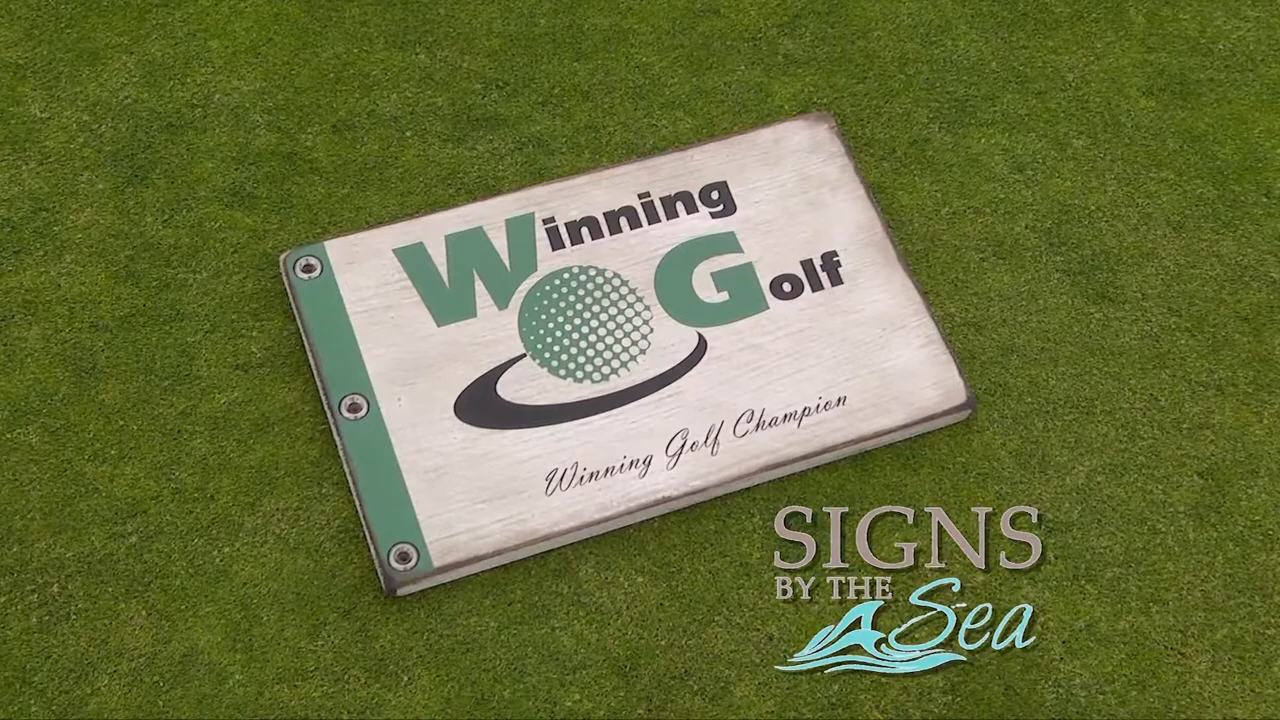 Winning
Golf
Winning Golf Champion
SIGNS
BY THE
Sea